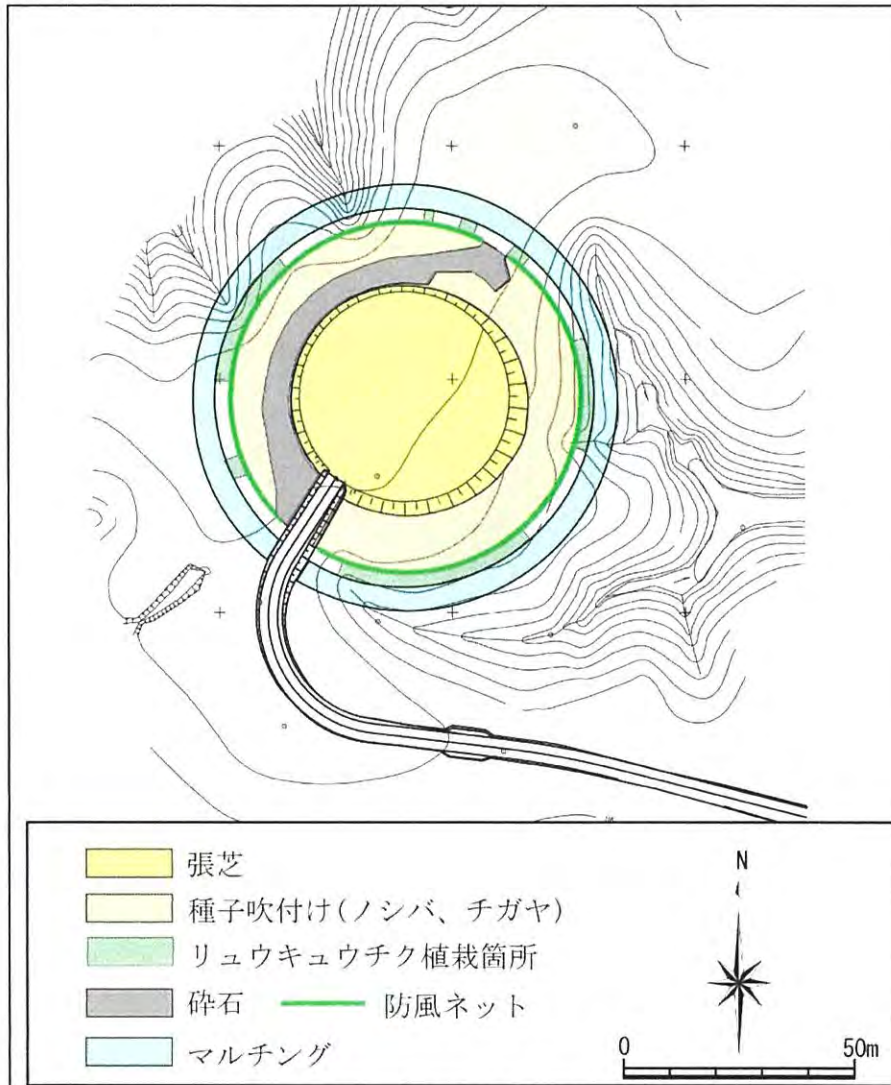 張芝
種子吹付け(ノシバ、チガヤ)
リュウキュウチク植栽箇所
砕石 防風ネット
マルチング
N
0 50m